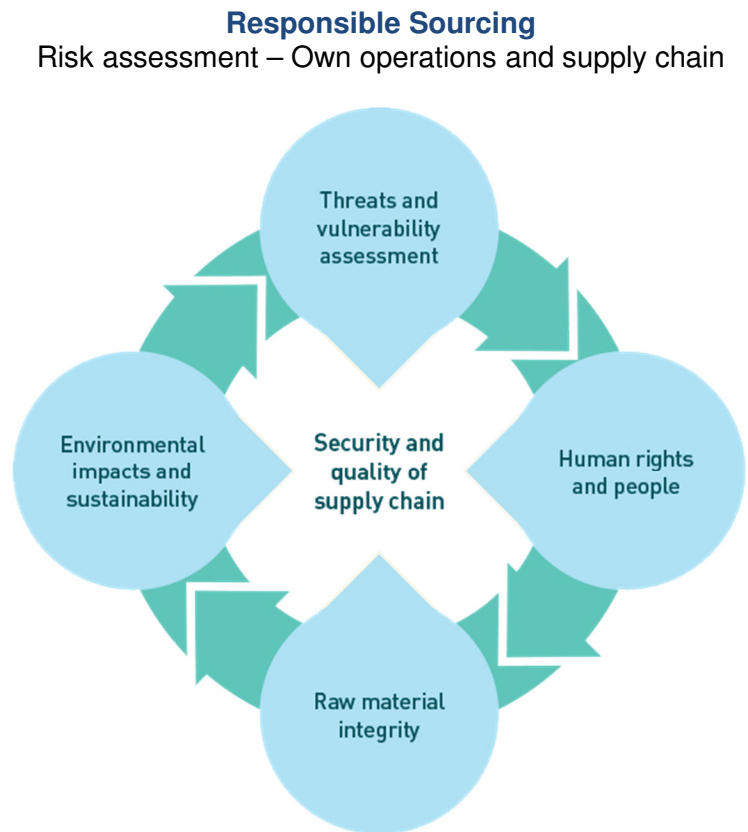 Responsible Sourcing
Risk assessment – Own operations and supply chain
Threats and
vulnerability
assessment
Environmental
impacts and
sustainability
Security and
quality of
supply chain
Human rights
and people
Raw material
integrity